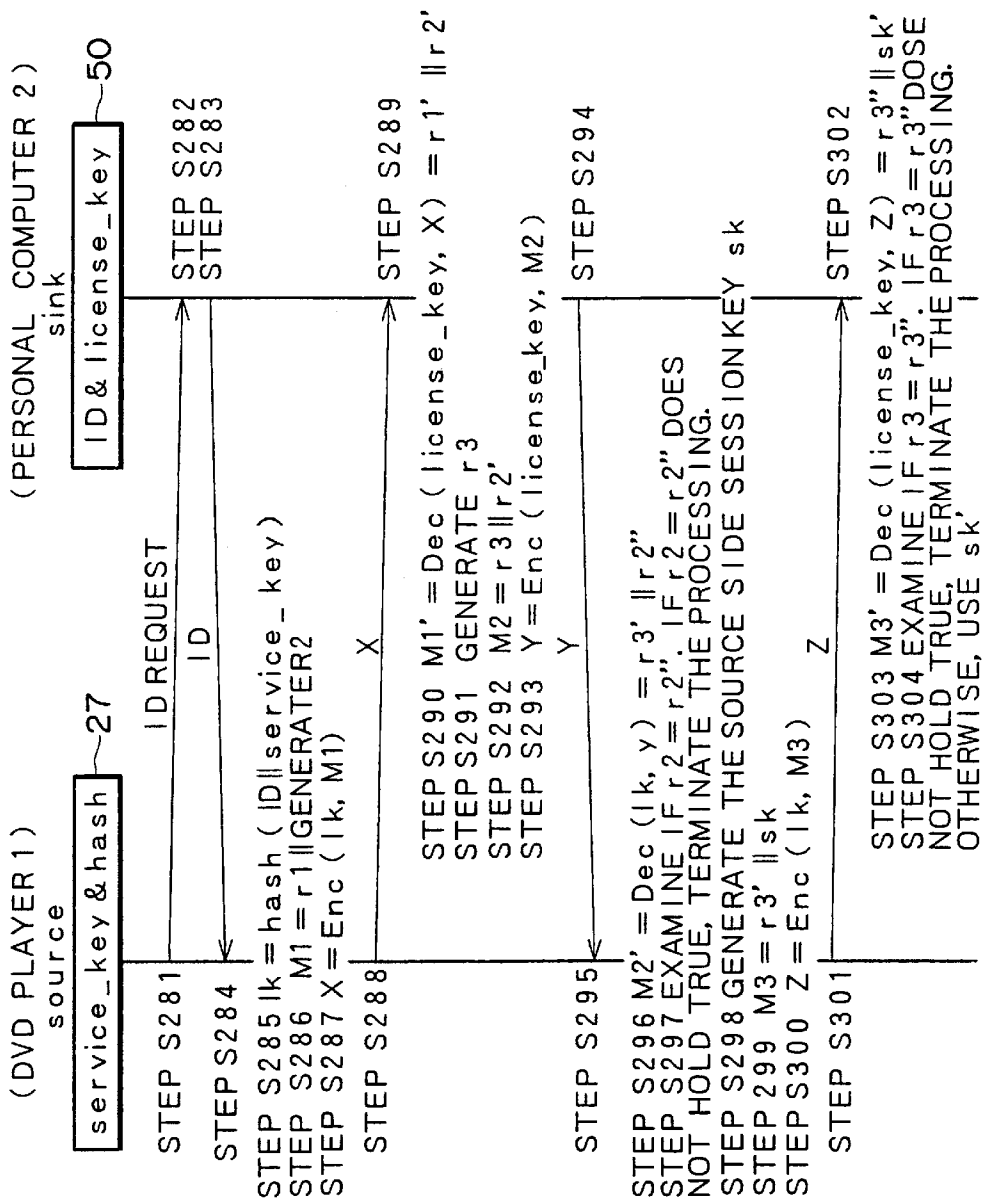 (DVD PLAYER 1)
source
service_key & hash
27
(PERSONAL COMPUTER 2)
sink
ID & license_key
50
STEP S281
ID REQUEST
STEP S282
STEP S283
ID
STEP S284
STEP S285 lk = hash ( ID || service_key )
STEP S286 M1 = r1 || GENERATER2
STEP S287 X = Enc ( lk, M1 )
STEP S288
X
STEP S289
STEP S290 M1' = Dec ( license_key, X ) = r1' || r2'
STEP S291 GENERATE r3
STEP S292 M2 = r3 || r2'
STEP S293 Y = Enc ( license_key, M2 )
STEP S294
Y
STEP S295
STEP S296 M2' = Dec ( lk, y ) = r3' || r2"
STEP S297 EXAMINE IF r2 = r2". IF r2 = r2" DOES
NOT HOLD TRUE, TERMINATE THE PROCESSING.
STEP S298 GENERATE THE SOURCE SIDE SESSION KEY sk
STEP 299 M3 = r3' || sk
STEP S300 Z = Enc ( lk, M3 )
STEP S301
Z
STEP S302
STEP S303 M3' = Dec ( license_key, Z ) = r3" || sk'
STEP S304 EXAMINE IF r3 = r3". IF r3 = r3" DOSE
NOT HOLD TRUE, TERMINATE THE PROCESSING.
OTHERWISE, USE sk'